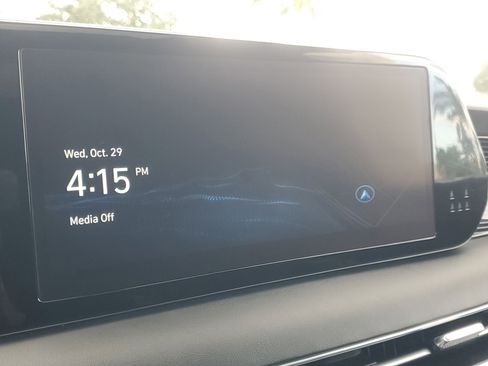 Wed, Oct. 29
4:15 PM
Media Off